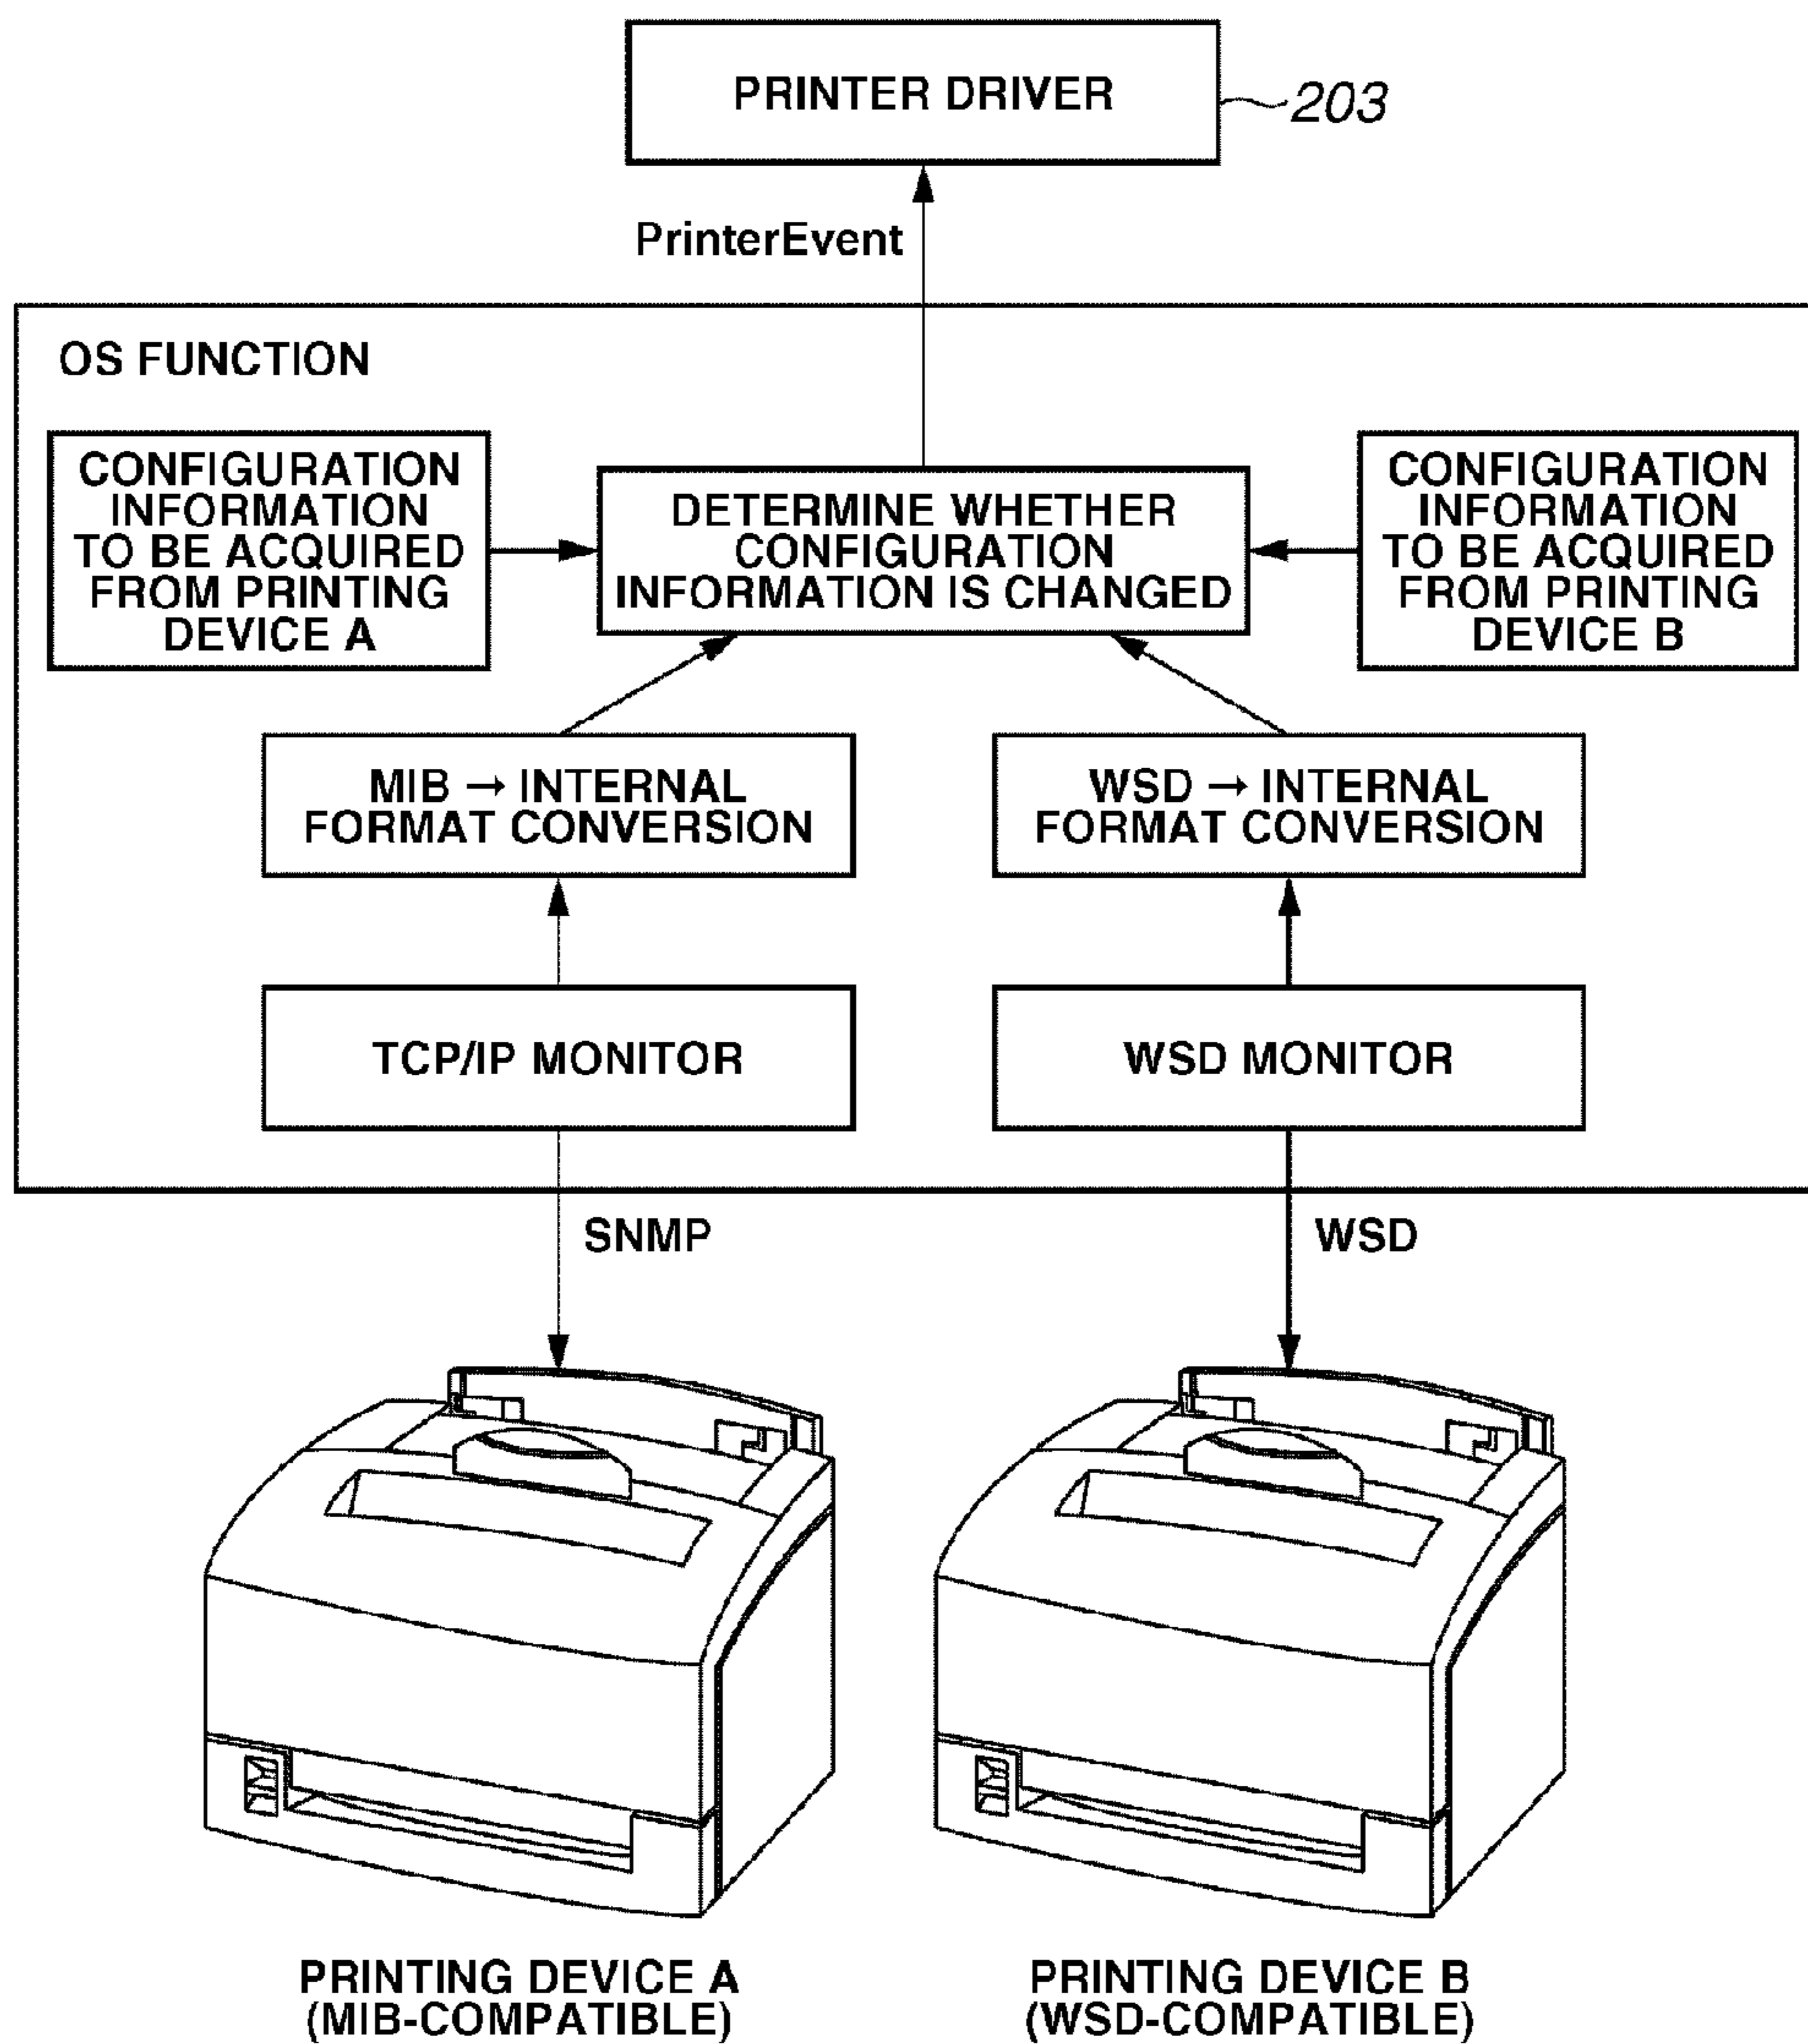 PRINTER DRIVER
203
PrinterEvent
OS FUNCTION
CONFIGURATION
INFORMATION
TO BE ACQUIRED
FROM PRINTING
DEVICE A
DETERMINE WHETHER
CONFIGURATION
INFORMATION IS CHANGED
CONFIGURATION
INFORMATION
TO BE ACQUIRED
FROM PRINTING
DEVICE B
MIB → INTERNAL
FORMAT CONVERSION
WSD → INTERNAL
FORMAT CONVERSION
TCP/IP MONITOR
WSD MONITOR
SNMP
WSD
PRINTING DEVICE A
(MIB-COMPATIBLE)
PRINTING DEVICE B
(WSD-COMPATIBLE)